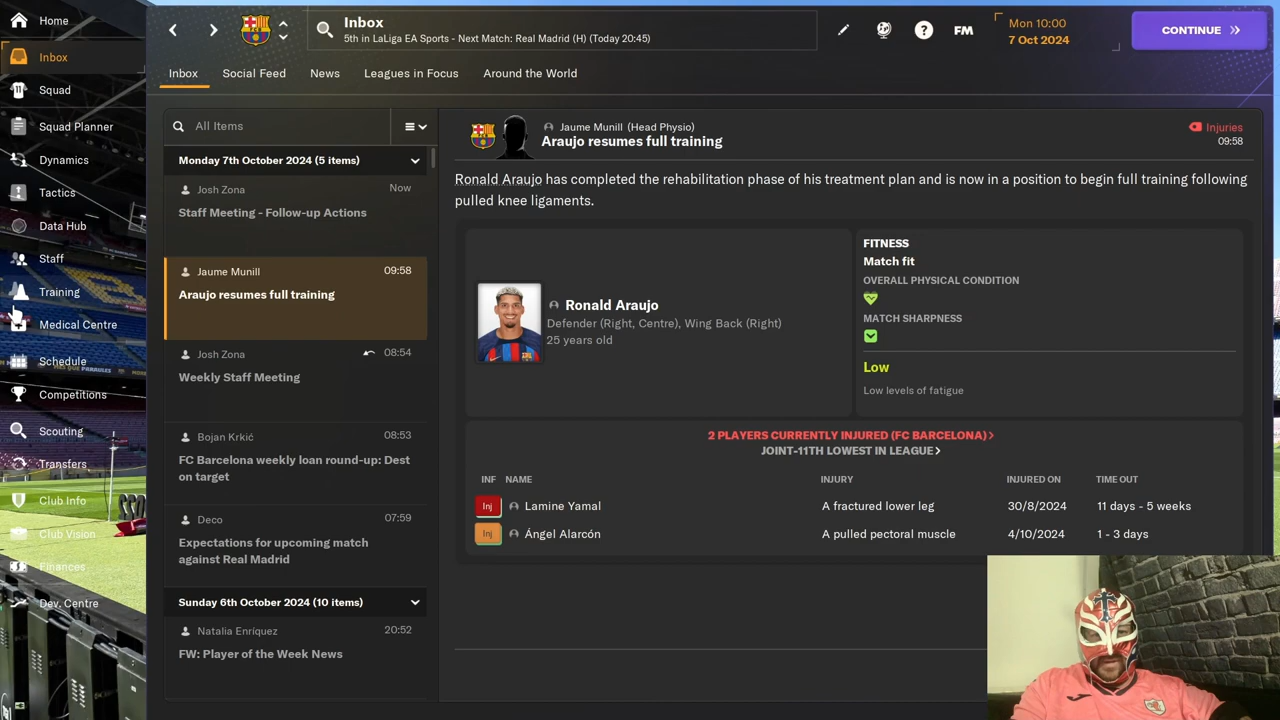 Home
Inbox
Squad
Squad Planner
Dynamics
Tactics
Data Hub
Staff
Training
Medical Centre
Schedule
Competitions
Scouting
Transfers
Club Info
Club Vision
Finances
Dev. Centre
Inbox
5th in LaLiga EA Sports - Next Match: Real Madrid (H) (Today 20:45)
FM
Mon 10:00
7 Oct 2024
CONTINUE
Inbox Social Feed News Leagues in Focus Around the World
All Items
Monday 7th October 2024 (5 items)
Josh Zona Now
Staff Meeting - Follow-up Actions
Jaume Munill 09:58
Araujo resumes full training
Josh Zona 08:54
Weekly Staff Meeting
Bojan Krkić 08:53
FC Barcelona weekly loan round-up: Dest
on target
Deco 07:59
Expectations for upcoming match
against Real Madrid
Sunday 6th October 2024 (10 items)
Natalia Enríquez 20:52
FW: Player of the Week News
Jaume Munill (Head Physio)
Araujo resumes full training
Injuries
09:58
Ronald Araujo has completed the rehabilitation phase of his treatment plan and is now in a position to begin full training following
pulled knee ligaments.
Ronald Araujo
Defender (Right, Centre), Wing Back (Right)
25 years old
FITNESS
Match fit
OVERALL PHYSICAL CONDITION
MATCH SHARPNESS
Low
Low levels of fatigue
2 PLAYERS CURRENTLY INJURED (FC BARCELONA)
JOINT-11TH LOWEST IN LEAGUE
INF NAME INJURY INJURED ON TIME OUT
Inj Lamine Yamal A fractured lower leg 30/8/2024 11 days - 5 weeks
Inj Ángel Alarcón A pulled pectoral muscle 4/10/2024 1 - 3 days